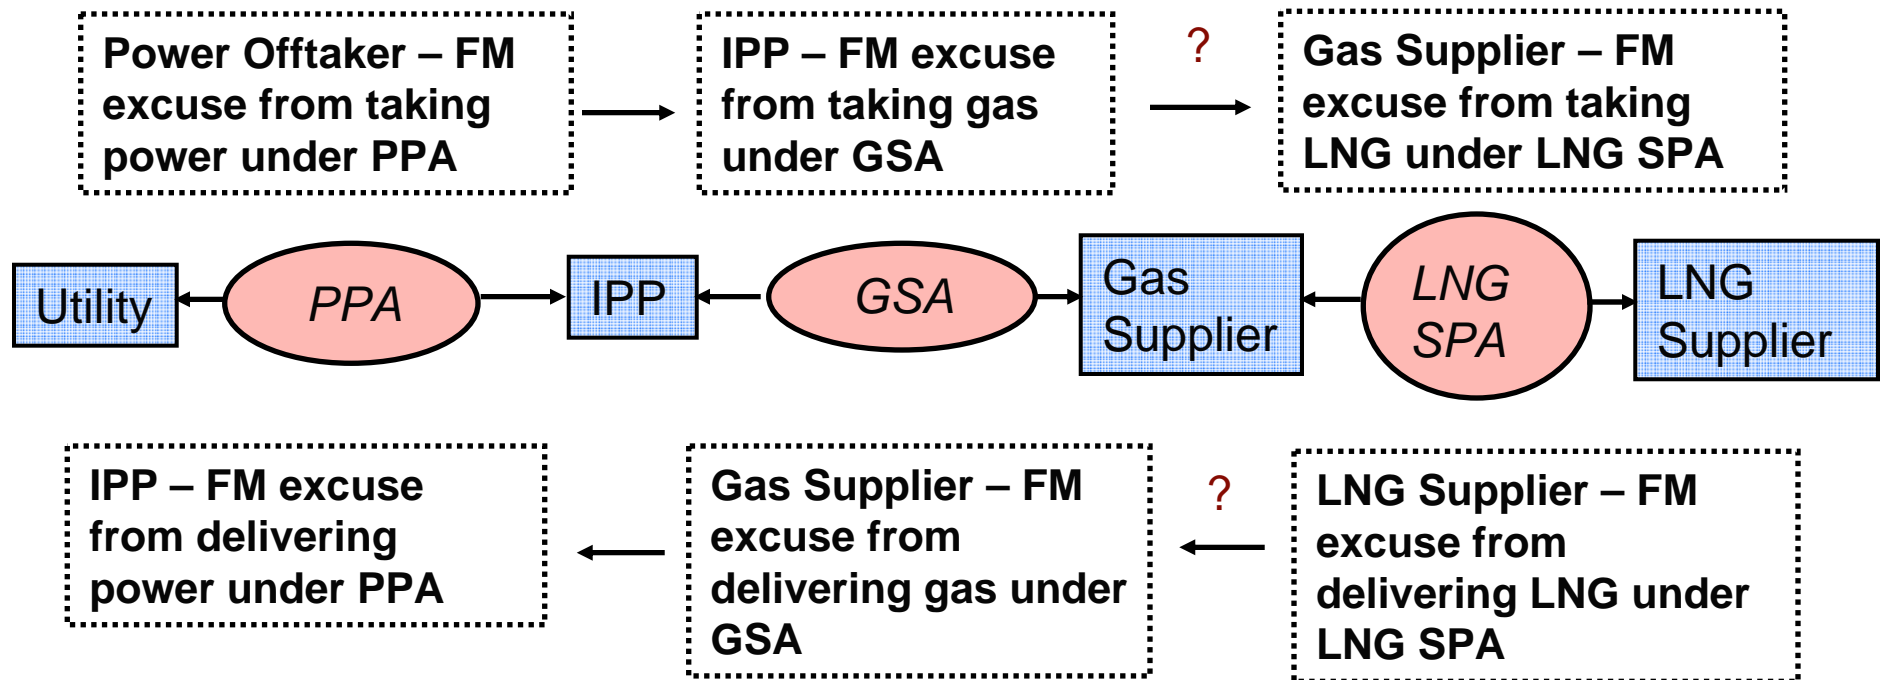 Power Offtaker – FM
excuse from taking
power under PPA
IPP – FM excuse
from taking gas
under GSA
?
Gas Supplier – FM
excuse from taking
LNG under LNG SPA
Utility
PPA
IPP
GSA
Gas
Supplier
LNG
SPA
LNG
Supplier
IPP – FM excuse
from delivering
power under PPA
Gas Supplier – FM
excuse from
delivering gas under
GSA
?
LNG Supplier – FM
excuse from
delivering LNG under
LNG SPA